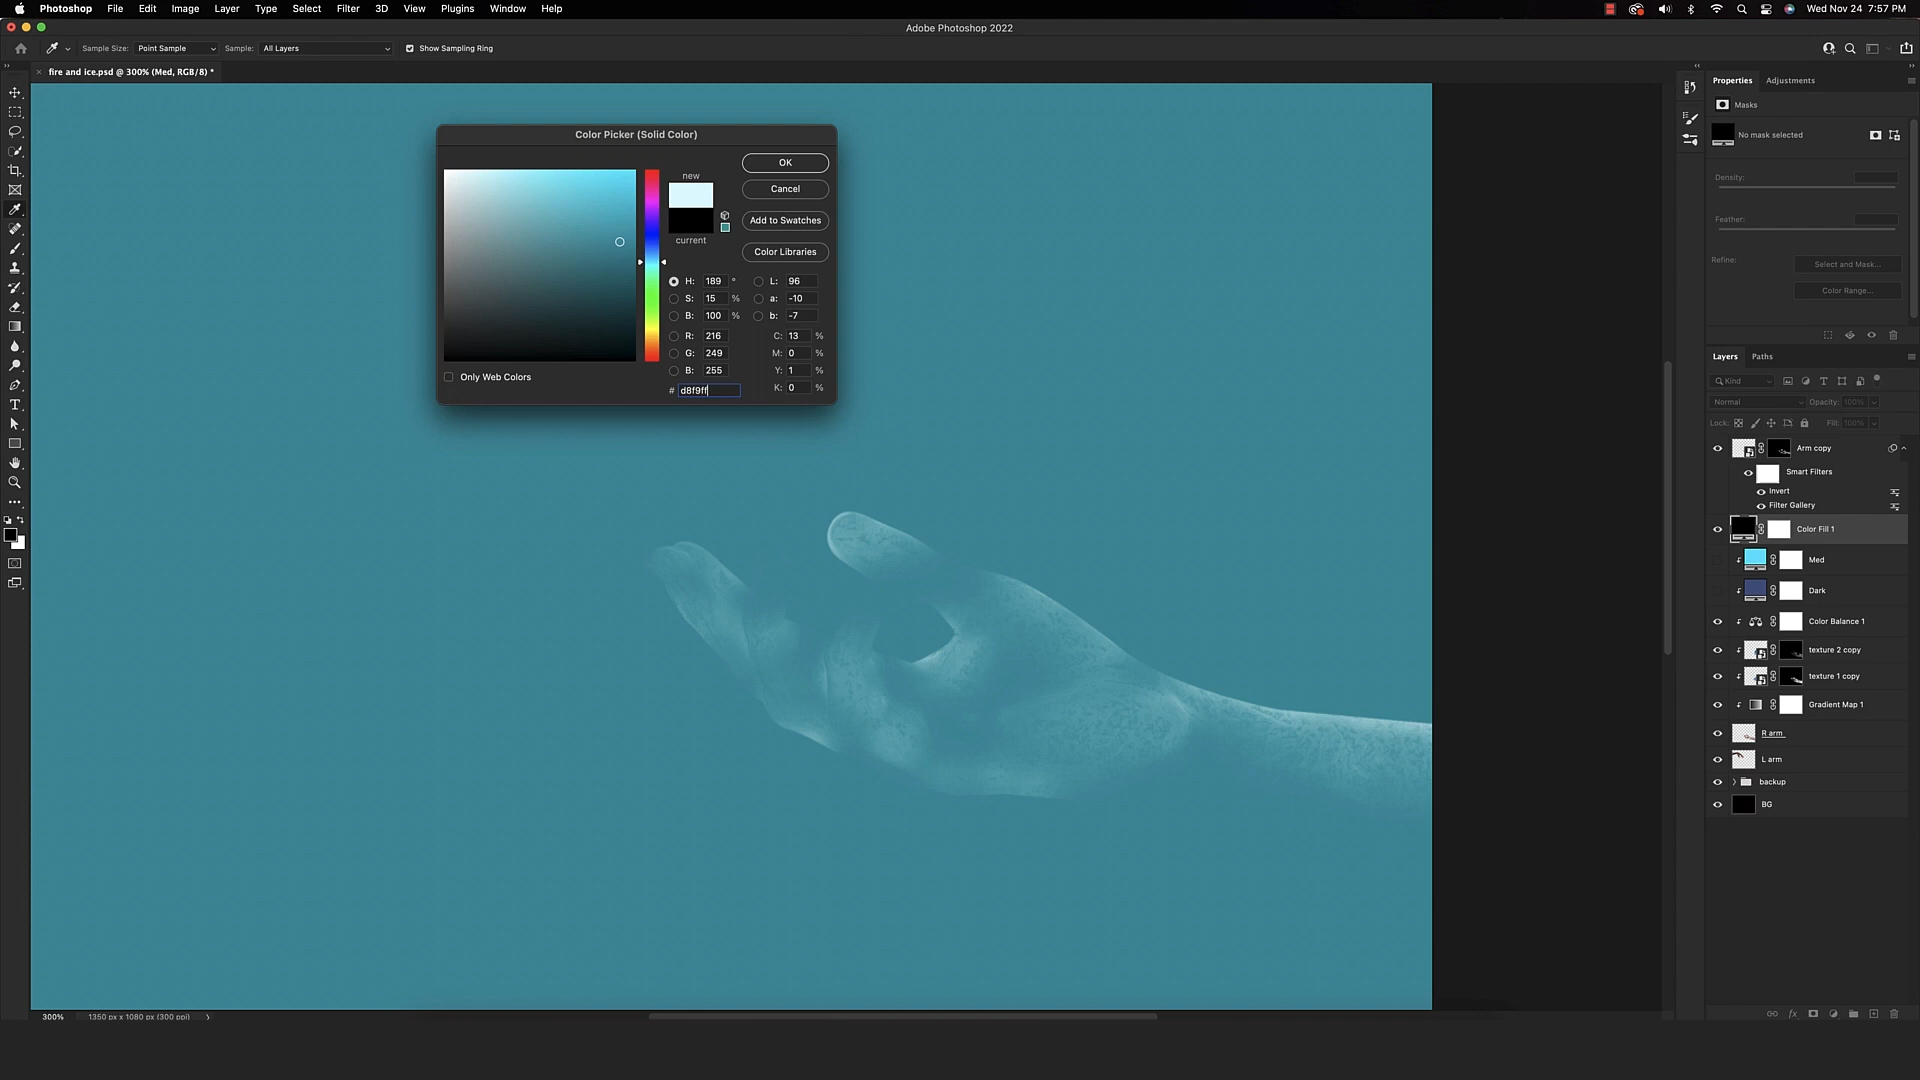 Photoshop File Edit Image Layer Type Select Filter 3D View Plugins Window Help Wed Nov 24 7:57 PM
Adobe Photoshop 2022
Sample Size: Point Sample Sample: All Layers Show Sampling Ring
× fire and ice.psd @ 300% (Med, RGB/8) *
Color Picker (Solid Color)
new
current
OK
Cancel
Add to Swatches
Color Libraries
H: 189 ° L: 96
S: 15 % a: -10
B: 100 % b: -7
R: 216 C: 13 %
G: 249 M: 0 %
B: 255 Y: 1 %
# d8f9ff K: 0 %
Only Web Colors
Properties Adjustments
Masks
No mask selected
Density:
Feather:
Refine: Select and Mask...
Color Range...
Layers Paths
Kind
Normal Opacity: 100%
Lock: Fill: 100%
Arm copy
Smart Filters
Invert
Filter Gallery
Color Fill 1
Med
Dark
Color Balance 1
texture 2 copy
texture 1 copy
Gradient Map 1
R arm
L arm
backup
BG
300% 1350 px x 1080 px (300 ppi)